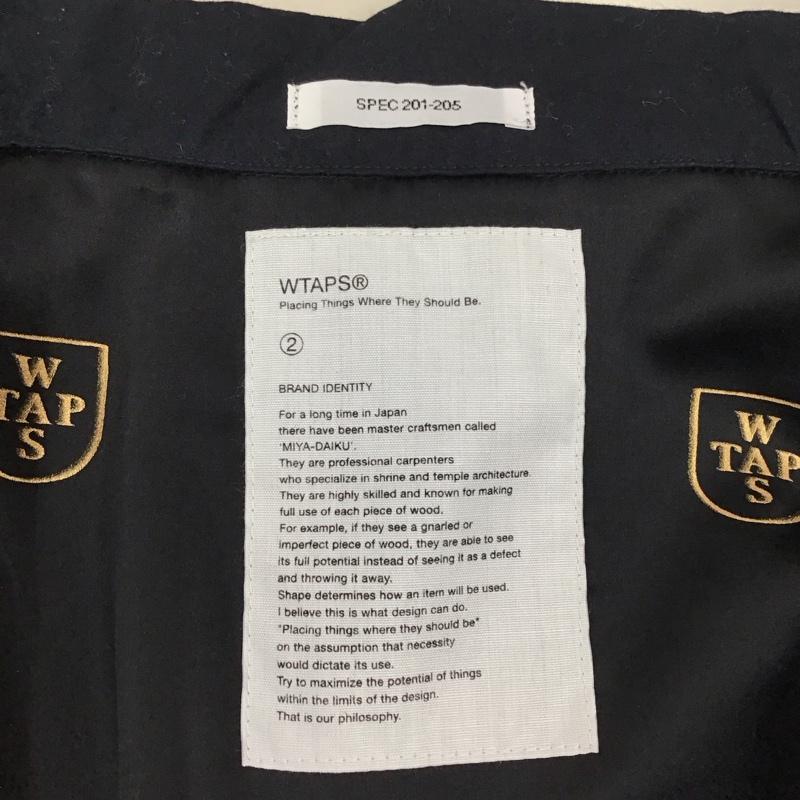 SPEC 201-205
WTAPS®
Placing Things Where They Should Be.
②
BRAND IDENTITY
For a long time in Japan
there have been master craftsmen called
'MIYA-DAIKU'.
They are professional carpenters
who specialize in shrine and temple architecture.
They are highly skilled and known for making
full use of each piece of wood.
For example, if they see a gnarled or
imperfect piece of wood, they are able to see
its full potential instead of seeing it as a defect
and throwing it away.
Shape determines how an item will be used.
I believe this is what design can do.
"Placing things where they should be"
on the assumption that necessity
would dictate its use.
Try to maximize the potential of things
within the limits of the design.
That is our philosophy.
W
TAP
S
W
TAP
S